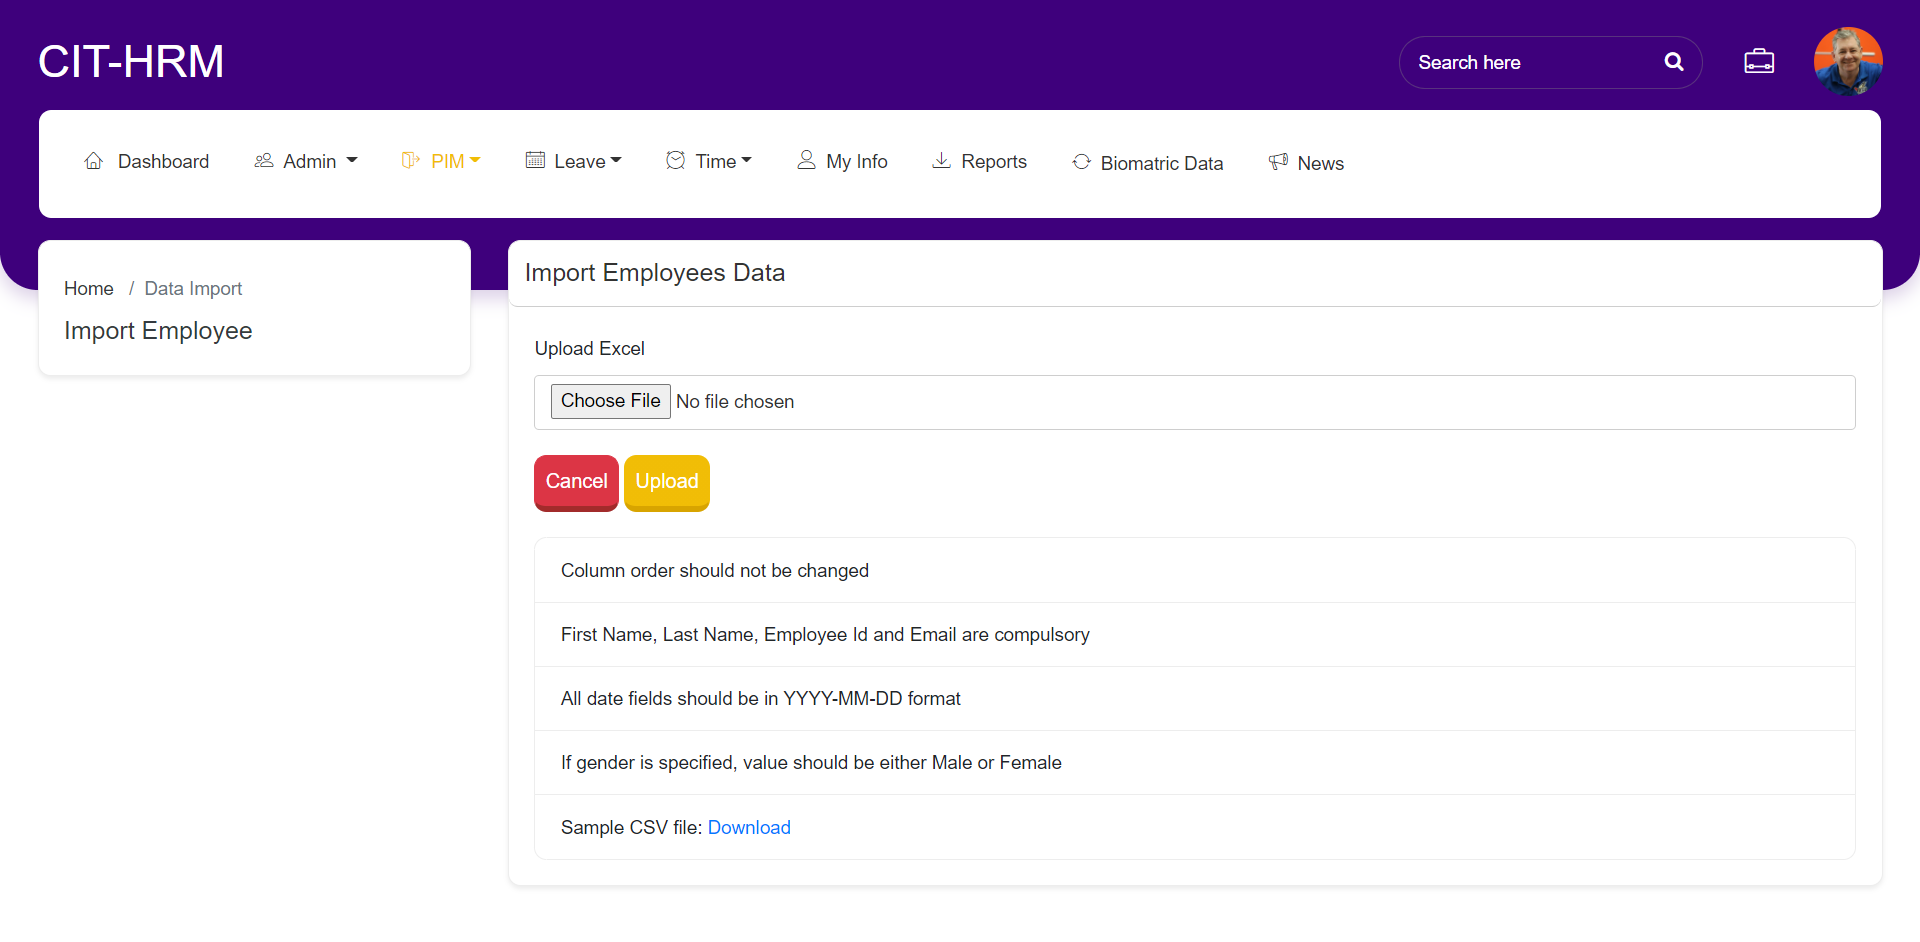 CIT-HRM
Search here
Dashboard Admin PIM Leave Time My Info Reports Biomatric Data News
Home / Data Import
Import Employee
Import Employees Data
Upload Excel
Choose File No file chosen
Cancel Upload
Column order should not be changed
First Name, Last Name, Employee Id and Email are compulsory
All date fields should be in YYYY-MM-DD format
If gender is specified, value should be either Male or Female
Sample CSV file: Download